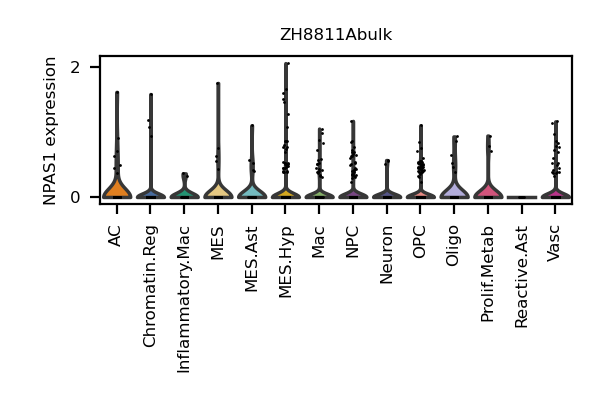 ZH8811Abulk
NPAS1 expression
2
0
AC
Chromatin.Reg
Inflammatory.Mac
MES
MES.Ast
MES.Hyp
Mac
NPC
Neuron
OPC
Oligo
Prolif.Metab
Reactive.Ast
Vasc